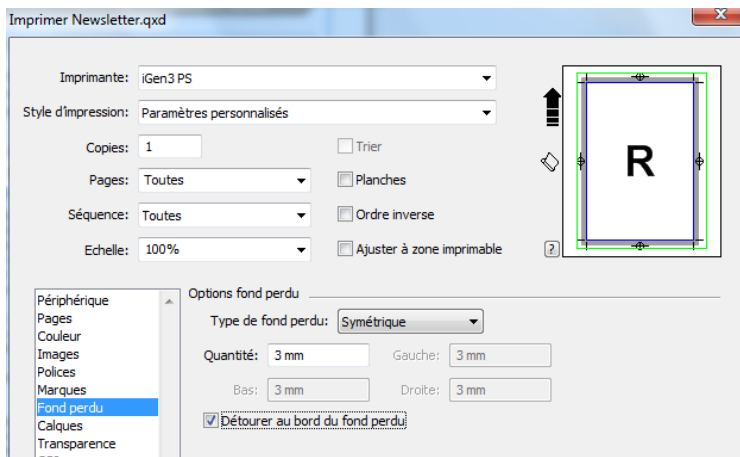 Imprimer Newsletter.qxd
Imprimante: iGen3 PS
Style d'impression: Paramètres personnalisés
Copies: 1 Trier
Pages: Toutes Planches
Séquence: Toutes Ordre inverse
Echelle: 100% Ajuster à zone imprimable ?
R
Périphérique
Pages
Couleur
Images
Polices
Marques
Fond perdu
Calques
Transparence
Options fond perdu
Type de fond perdu: Symétrique
Quantité: 3 mm Gauche: 3 mm
Bas: 3 mm Droite: 3 mm
Détourer au bord du fond perdu